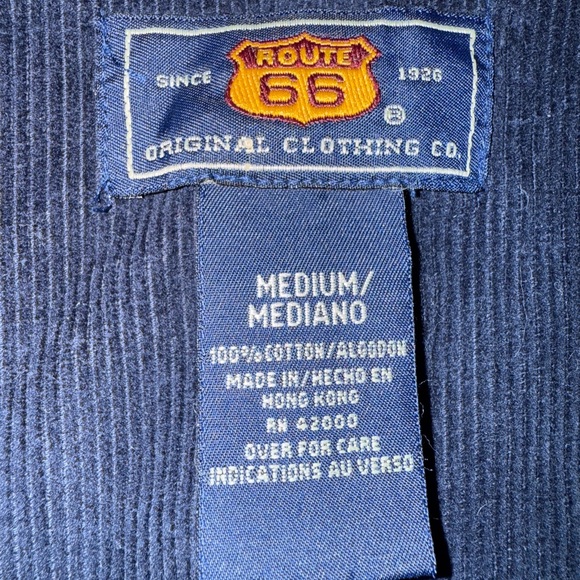 ROUTE
SINCE 66 1926
®
ORIGINAL CLOTHING CO.
MEDIUM/
MEDIANO
100% COTTON/ALGODON
MADE IN/HECHO EN
HONG KONG
RN 42000
OVER FOR CARE
INDICATIONS AU VERSO